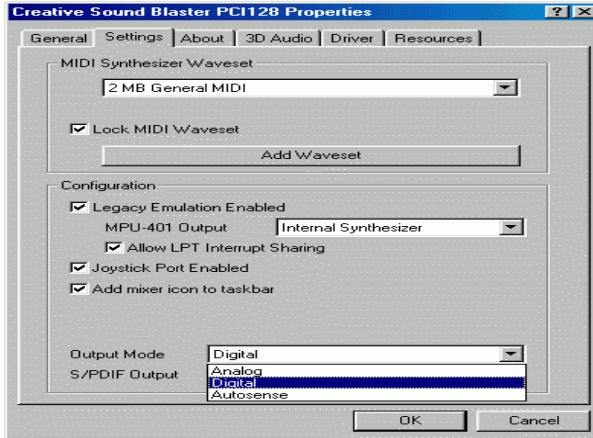 Creative Sound Blaster PCI128 Properties
General Settings About 3D Audio Driver Resources
MIDI Synthesizer Waveset
2 MB General MIDI
Lock MIDI Waveset
Add Waveset
Configuration
Legacy Emulation Enabled
MPU-401 Output Internal Synthesizer
Allow LPT Interrupt Sharing
Joystick Port Enabled
Add mixer icon to taskbar
Output Mode Digital
S/PDIF Output Analog
Digital
Autosense
OK Cancel